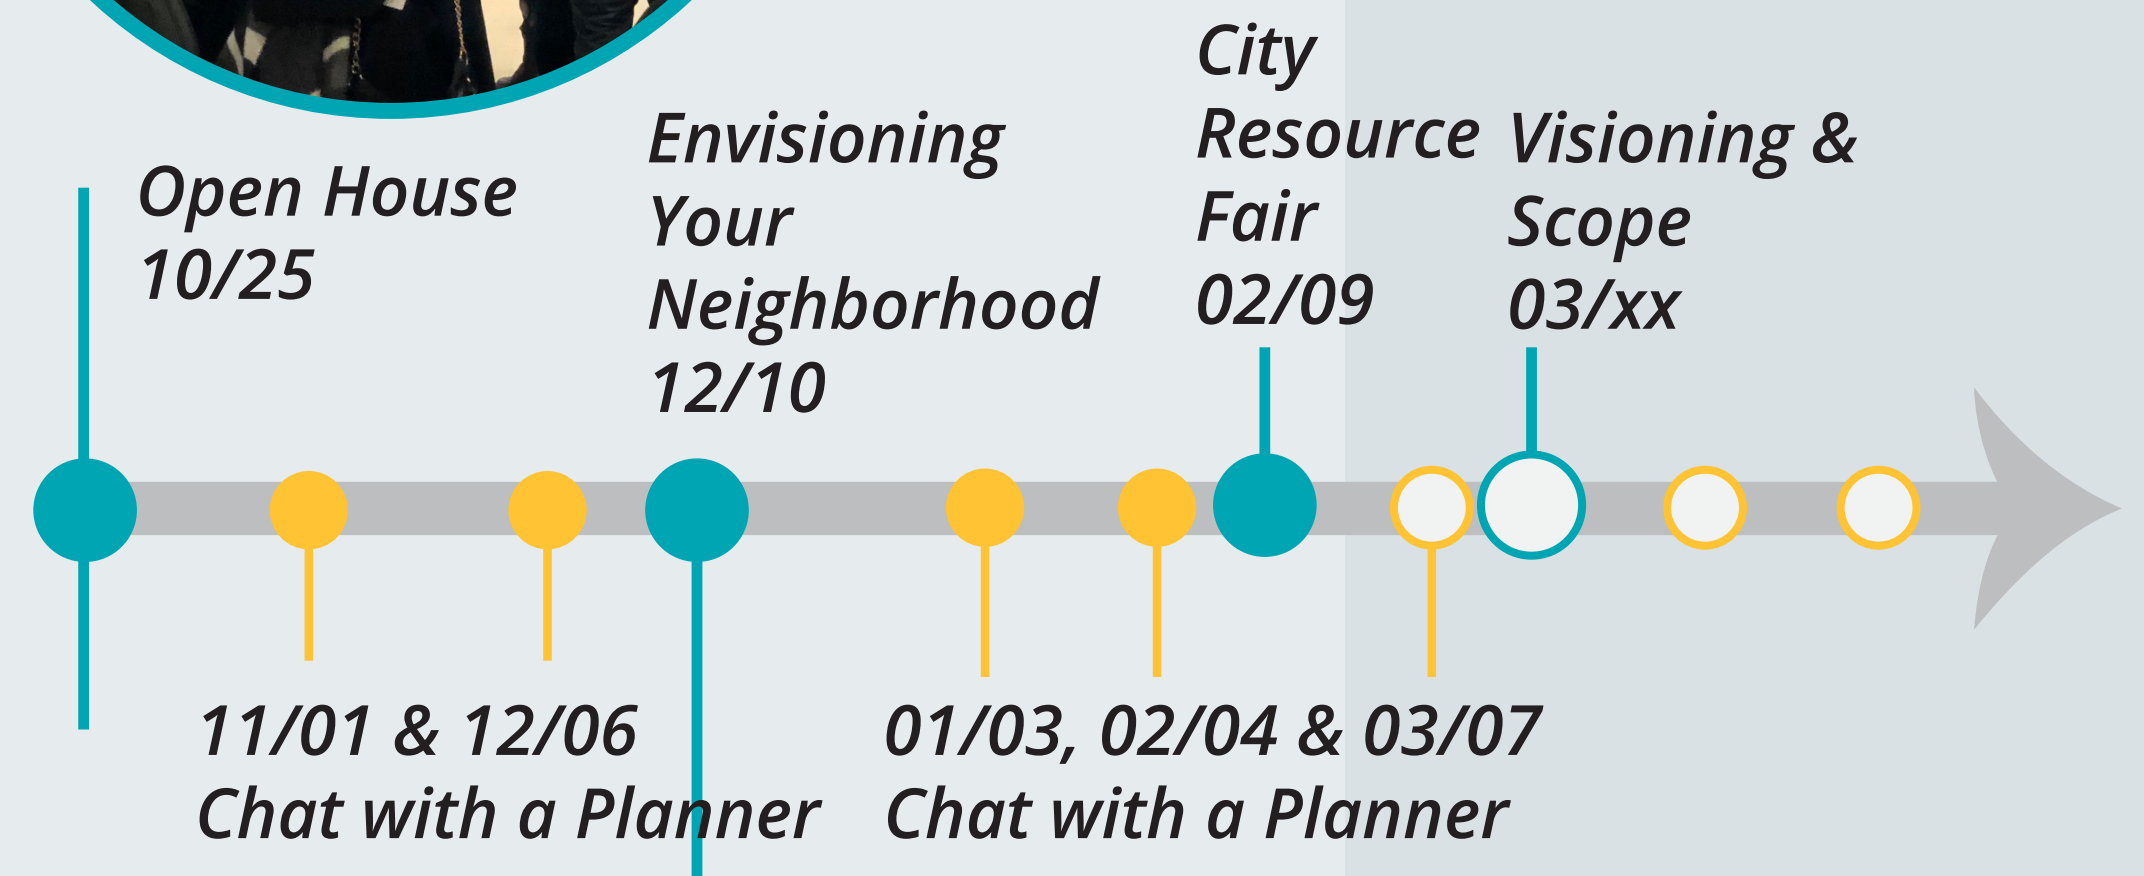 Open House
10/25
Envisioning
Your
Neighborhood
12/10
City
Resource
Fair
02/09
Visioning &
Scope
03/xx
11/01 & 12/06
Chat with a Planner
01/03, 02/04 & 03/07
Chat with a Planner